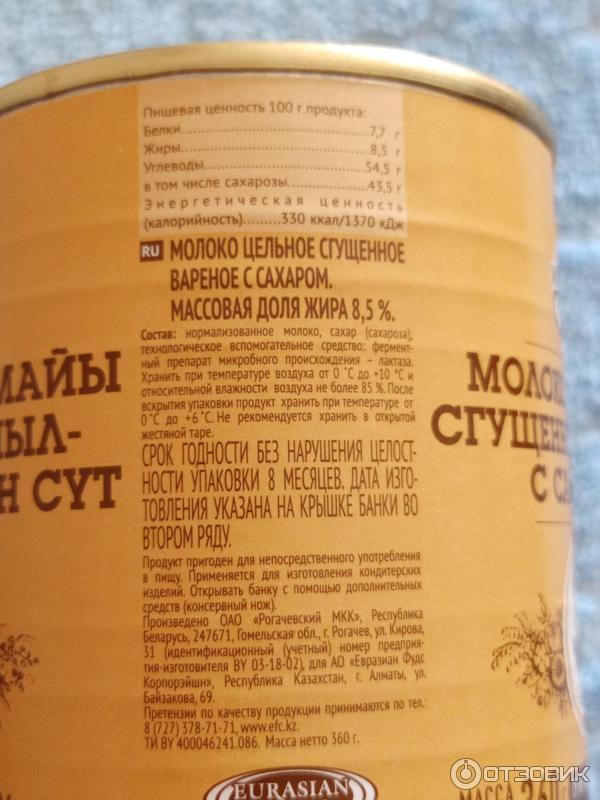 Пищевая ценность 100 г продукта:
Белки......7,7 г
Жиры......8,5 г
Углеводы......54,5 г
в том числе сахарозы......43,5 г
Энергетическая ценность
(калорийность)......330 ккал/1370 кДж
RU МОЛОКО ЦЕЛЬНОЕ СГУЩЕННОЕ
ВАРЕНОЕ С САХАРОМ.
МАССОВАЯ ДОЛЯ ЖИРА 8,5 %.
Состав: нормализованное молоко, сахар (сахароза),
технологическое вспомогательное средство: фермент-
ный препарат микробного происхождения – лактаза.
Хранить при температуре воздуха от 0 ˚С до +10 ˚С и
относительной влажности воздуха не более 85 %. После
вскрытия упаковки продукт хранить при температуре от
0 ˚С до +6 ˚С. Не рекомендуется хранить в открытой
жестяной таре.
СРОК ГОДНОСТИ БЕЗ НАРУШЕНИЯ ЦЕЛОСТ-
НОСТИ УПАКОВКИ 8 МЕСЯЦЕВ. ДАТА ИЗГО-
ТОВЛЕНИЯ УКАЗАНА НА КРЫШКЕ БАНКИ ВО
ВТОРОМ РЯДУ.
Продукт пригоден для непосредственного употребления
в пищу. Применяется для изготовления кондитерских
изделий. Открывать банку с помощью дополнительных
средств (консервный нож).
Произведено ОАО «Рогачевский МКК», Республика
Беларусь, 247671, Гомельская обл., г. Рогачев, ул. Кирова,
31 (идентификационный (учетный) номер предприя-
тия-изготовителя BY 03-18-02), для АО «Евразиан Фудс
Корпорэйшн», Республика Казахстан, г. Алматы, ул.
Байзакова, 69.
Претензии по качеству продукции принимаются по тел.:
8 (727) 378-71-71, www.efc.kz.
ТИ BY 400046241.086. Масса нетто 360 г.
EURASIAN
МАЙЫ
ЫЛ-
Н СҮТ
МОЛО
СГУЩЕН
С С
МАССА 360
ОТЗОВИК